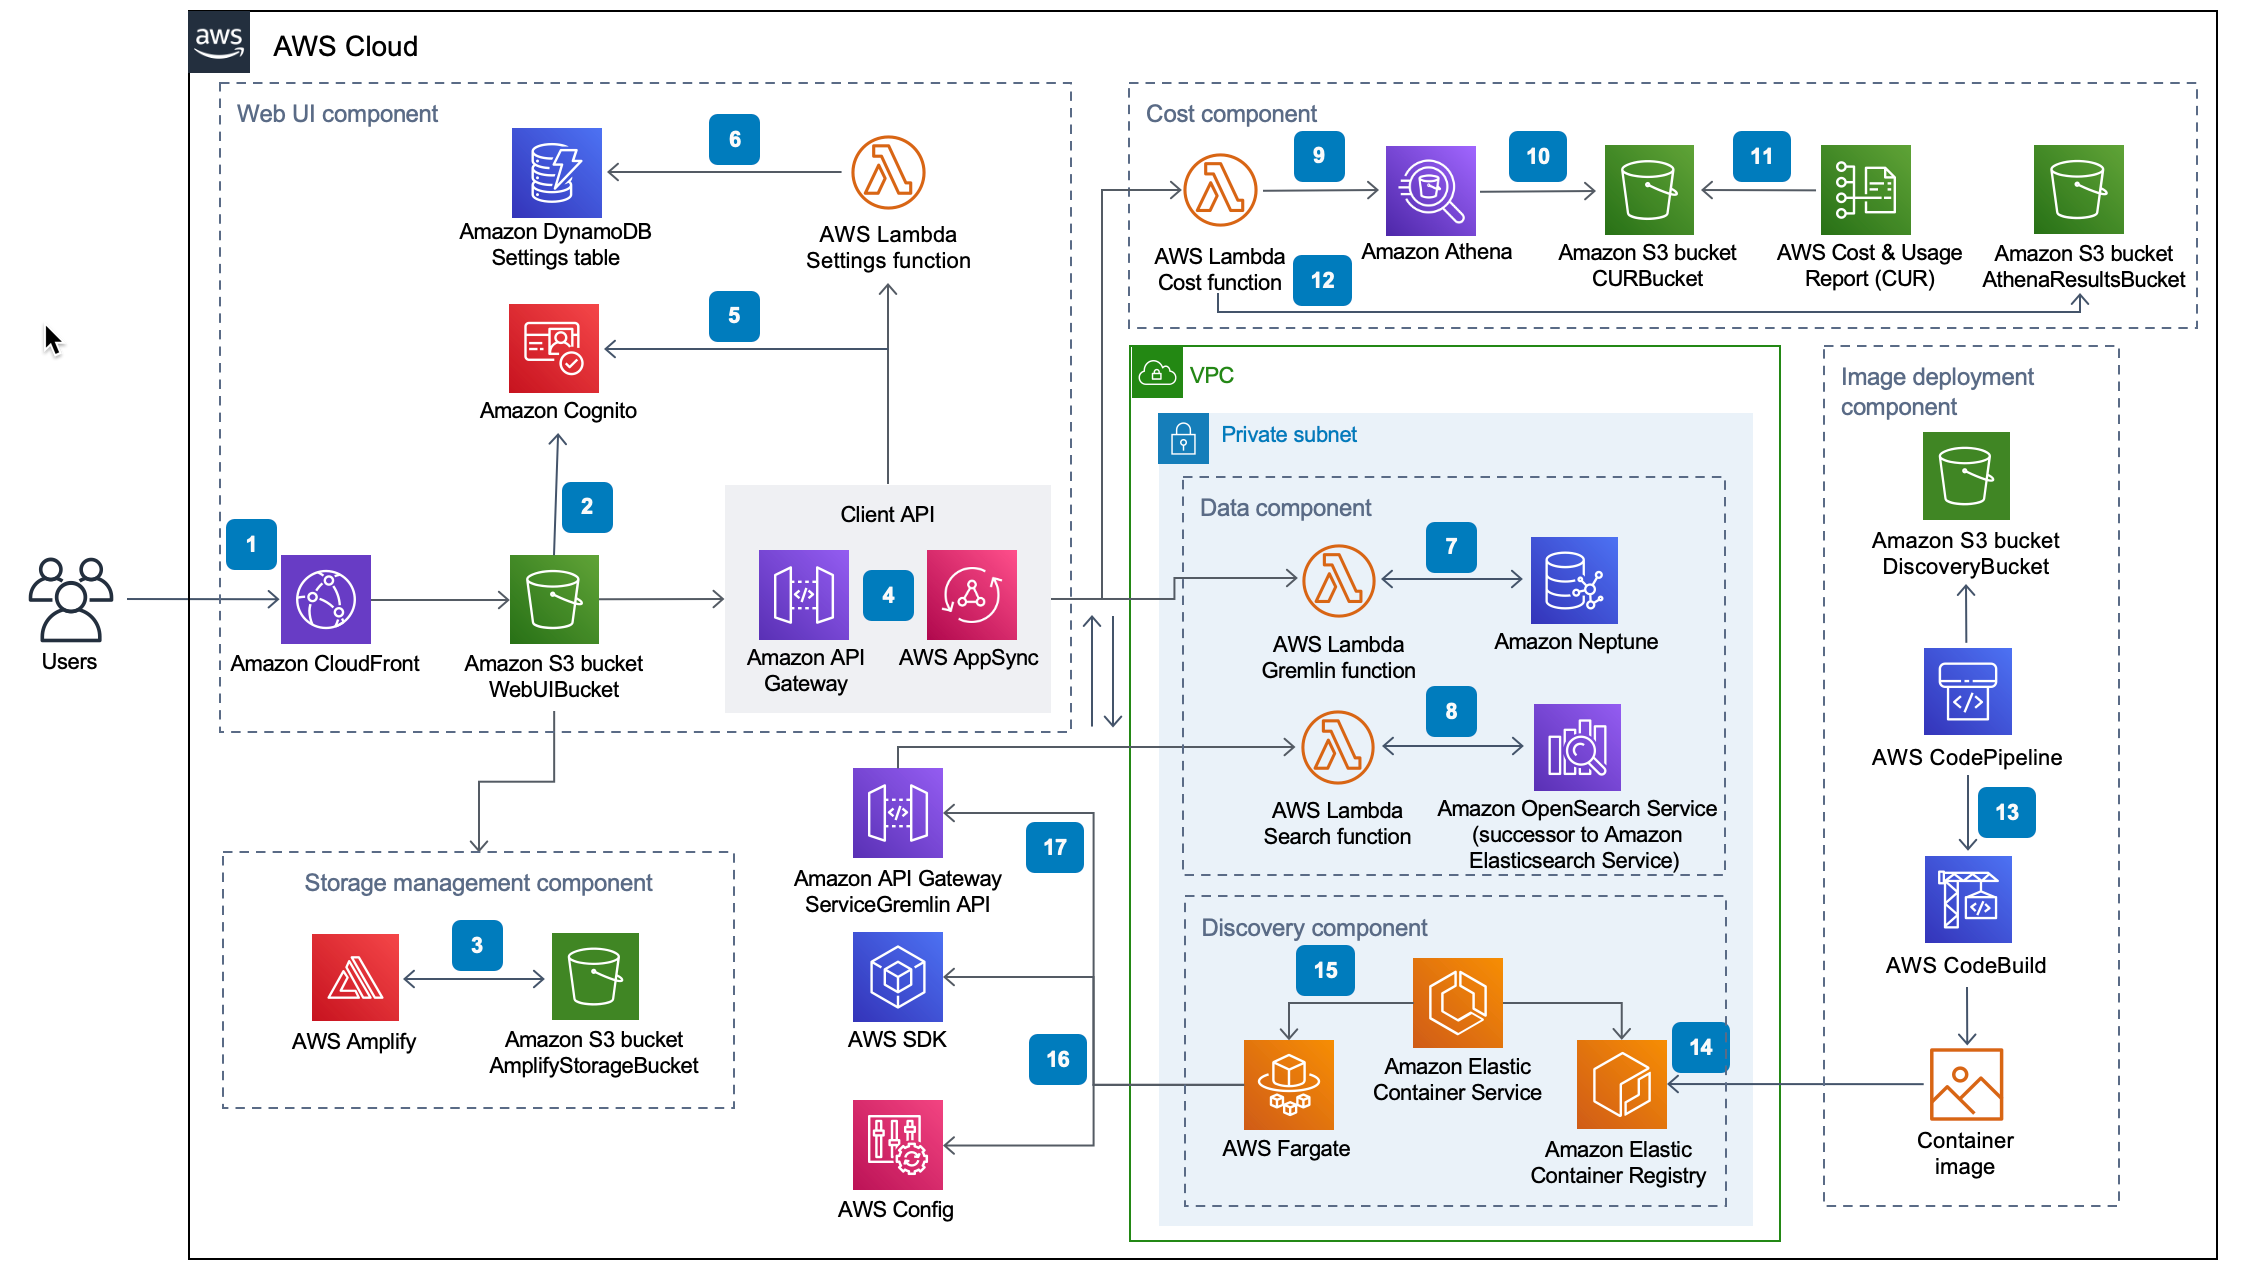 aws
AWS Cloud
Web UI component
6
Amazon DynamoDB
Settings table
AWS Lambda
Settings function
5
Amazon Cognito
2
1
Client API
4
Users
Amazon CloudFront
Amazon S3 bucket
WebUIBucket
Amazon API
Gateway
AWS AppSync
Storage management component
3
AWS Amplify
Amazon S3 bucket
AmplifyStorageBucket
17
Amazon API Gateway
ServiceGremlin API
AWS SDK
16
AWS Config
Cost component
9
10
11
AWS Lambda
Cost function
12
Amazon Athena
Amazon S3 bucket
CURBucket
AWS Cost & Usage
Report (CUR)
Amazon S3 bucket
AthenaResultsBucket
VPC
Private subnet
Data component
7
AWS Lambda
Gremlin function
Amazon Neptune
8
AWS Lambda
Search function
Amazon OpenSearch Service
(successor to Amazon
Elasticsearch Service)
Discovery component
15
14
Amazon Elastic
Container Service
AWS Fargate
Amazon Elastic
Container Registry
Image deployment
component
Amazon S3 bucket
DiscoveryBucket
AWS CodePipeline
13
AWS CodeBuild
Container
image